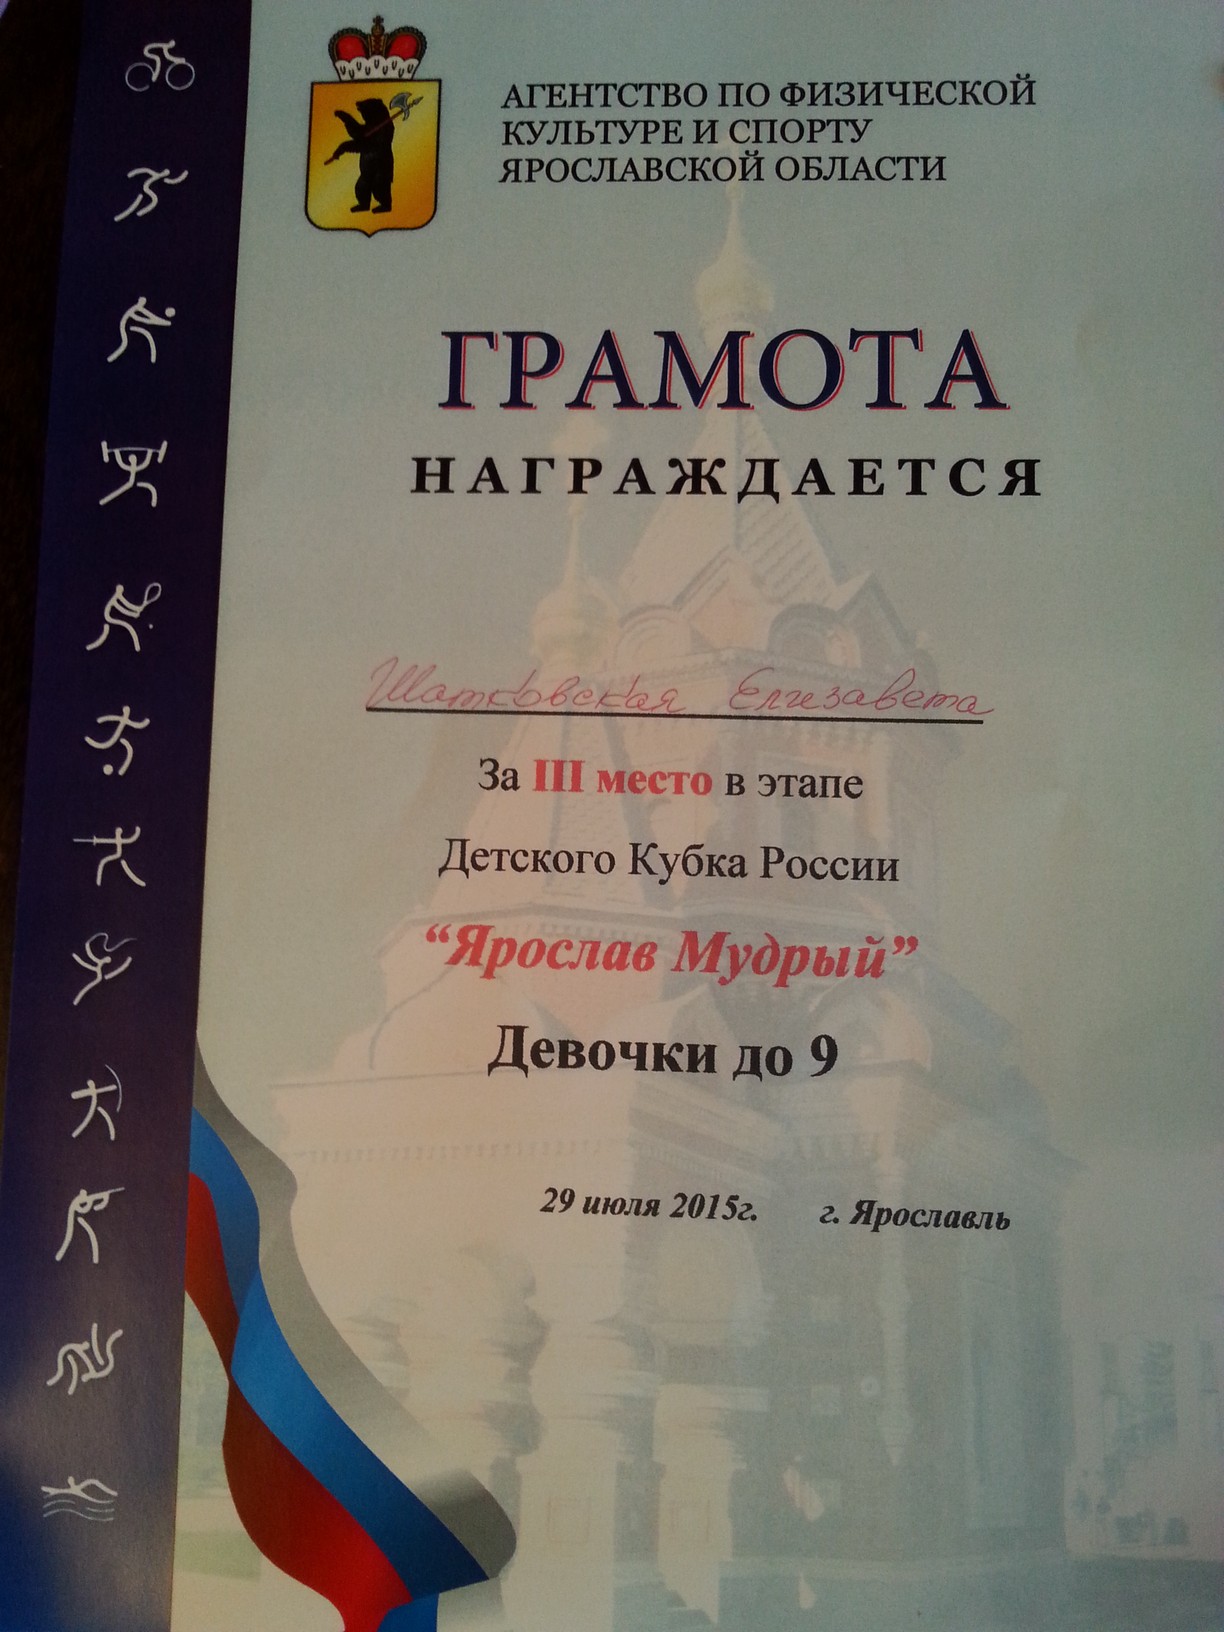 АГЕНТСТВО ПО ФИЗИЧЕСКОЙ
КУЛЬТУРЕ И СПОРТУ
ЯРОСЛАВСКОЙ ОБЛАСТИ
ГРАМОТА
НАГРАЖДАЕТСЯ
Шатковская Елизавета
За III место в этапе
Детского Кубка России
“Ярослав Мудрый”
Девочки до 9
29 июля 2015г. г. Ярославль